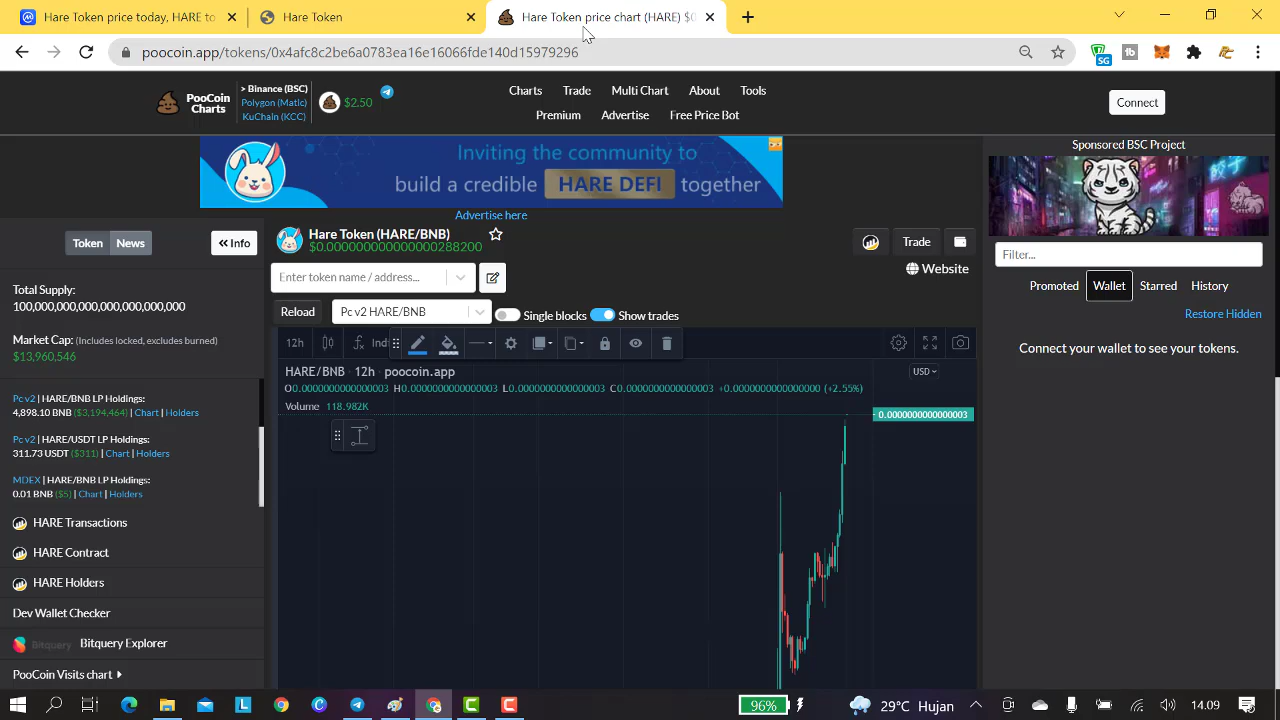 Hare Token price today, HARE to
Hare Token
Hare Token price chart (HARE) $0
poocoin.app/tokens/0x4afc8c2be6a0783ea16e16066fde140d15979296
SG
tb
PooCoin
Charts
> Binance (BSC)
Polygon (Matic)
KuChain (KCC)
$2.50
Charts
Trade
Multi Chart
About
Tools
Premium
Advertise
Free Price Bot
Connect
Inviting the community to
build a credible HARE DEFI together
Advertise here
Sponsored BSC Project
Token
News
Info
Hare Token (HARE/BNB)
$0.000000000000000288200
Trade
Website
Filter...
Enter token name / address...
Promoted
Wallet
Starred
History
Restore Hidden
Connect your wallet to see your tokens.
Total Supply:
100,000,000,000,000,000,000,000
Market Cap: (Includes locked, excludes burned)
$13,960,546
Reload
Pc v2 HARE/BNB
Single blocks
Show trades
12h
Indi
HARE/BNB · 12h · poocoin.app
USD
O0.0000000000000003 H0.0000000000000003 L0.0000000000000003 C0.0000000000000003 +0.0000000000000000 (+2.55%)
Volume 118.982K
0.0000000000000003
Pc v2 | HARE/BNB LP Holdings:
4,898.10 BNB ($3,194,464) | Chart | Holders
Pc v2 | HARE/USDT LP Holdings:
311.73 USDT ($311) | Chart | Holders
MDEX | HARE/BNB LP Holdings:
0.01 BNB ($5) | Chart | Holders
HARE Transactions
HARE Contract
HARE Holders
Dev Wallet Checker
Bitquery
Bitquery Explorer
PooCoin Visits chart
96%
29°C Hujan
14.09